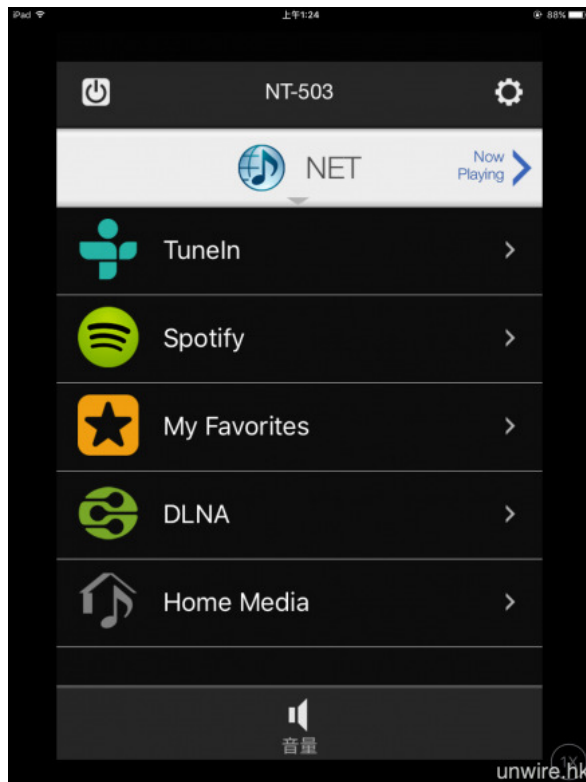 iPad 上午1:24 88%
NT-503
NET
Now
Playing
TuneIn
Spotify
My Favorites
DLNA
Home Media
音量
1x
unwire.hk